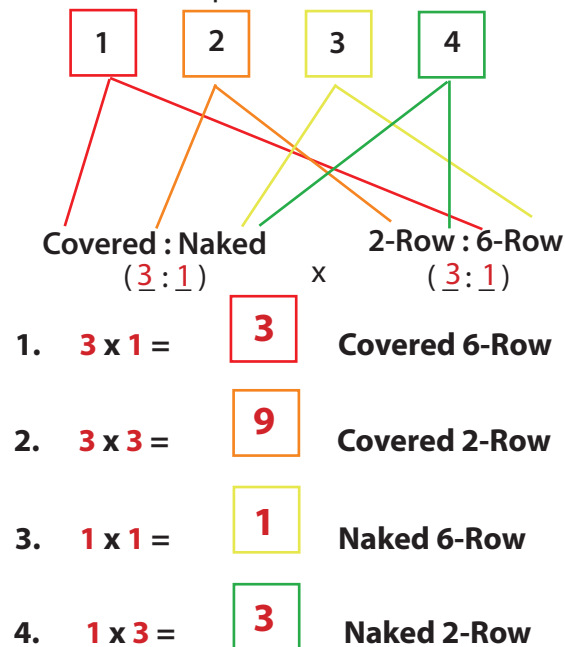 1 2 3 4
Covered : Naked 2-Row : 6-Row
( 3 : 1 ) x ( 3 : 1 )
1. 3 x 1 = 3 Covered 6-Row
2. 3 x 3 = 9 Covered 2-Row
3. 1 x 1 = 1 Naked 6-Row
4. 1 x 3 = 3 Naked 2-Row